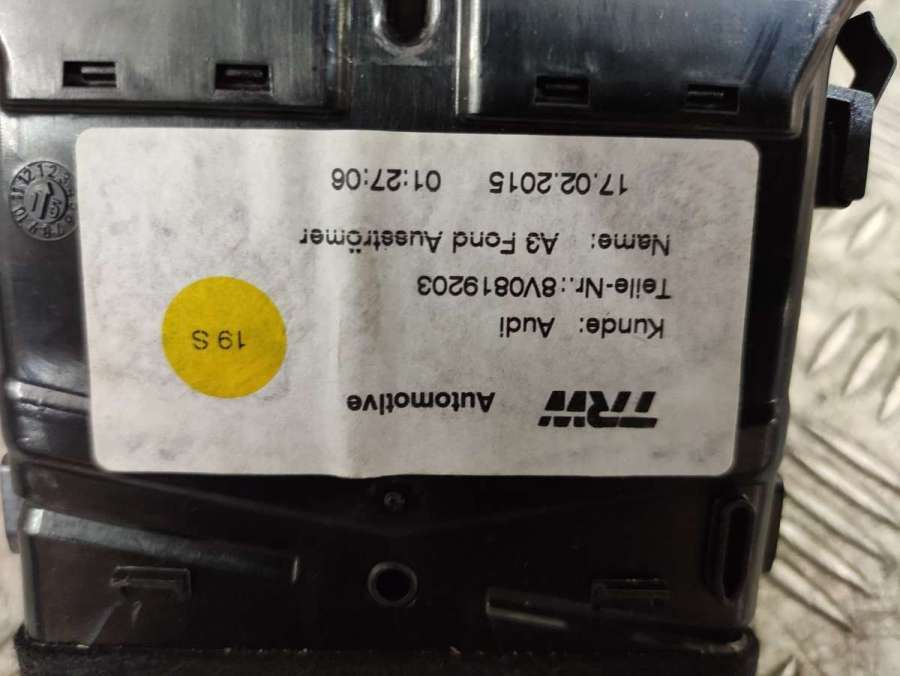 TRW Automotive
Kunde: Audi
Teile-Nr.:8V0819203
Name: A3 Fond Ausströmer
17.02.2015 01:27:06
19 S